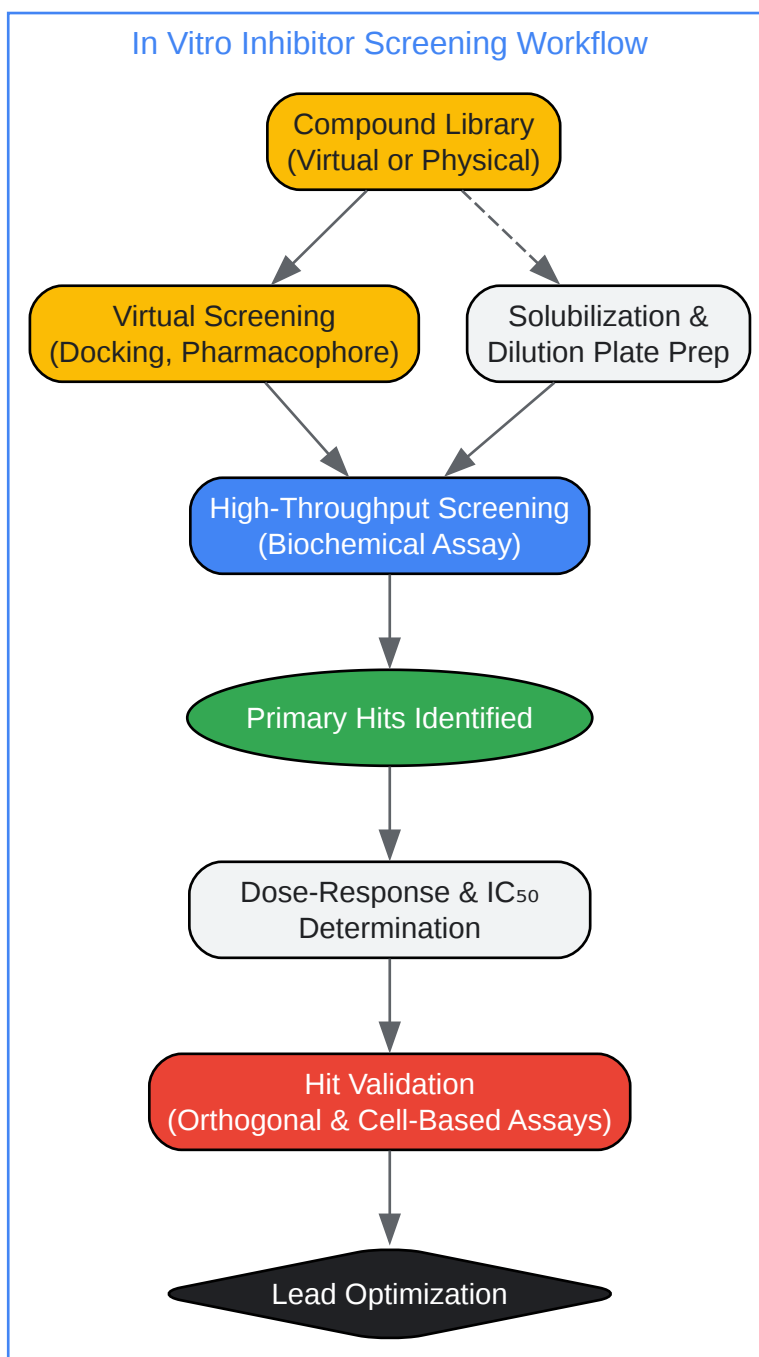 In Vitro Inhibitor Screening Workflow
Compound Library
(Virtual or Physical)
Virtual Screening
(Docking, Pharmacophore)
Solubilization &
Dilution Plate Prep
High-Throughput Screening
(Biochemical Assay)
Primary Hits Identified
Dose-Response & IC₅₀
Determination
Hit Validation
(Orthogonal & Cell-Based Assays)
Lead Optimization